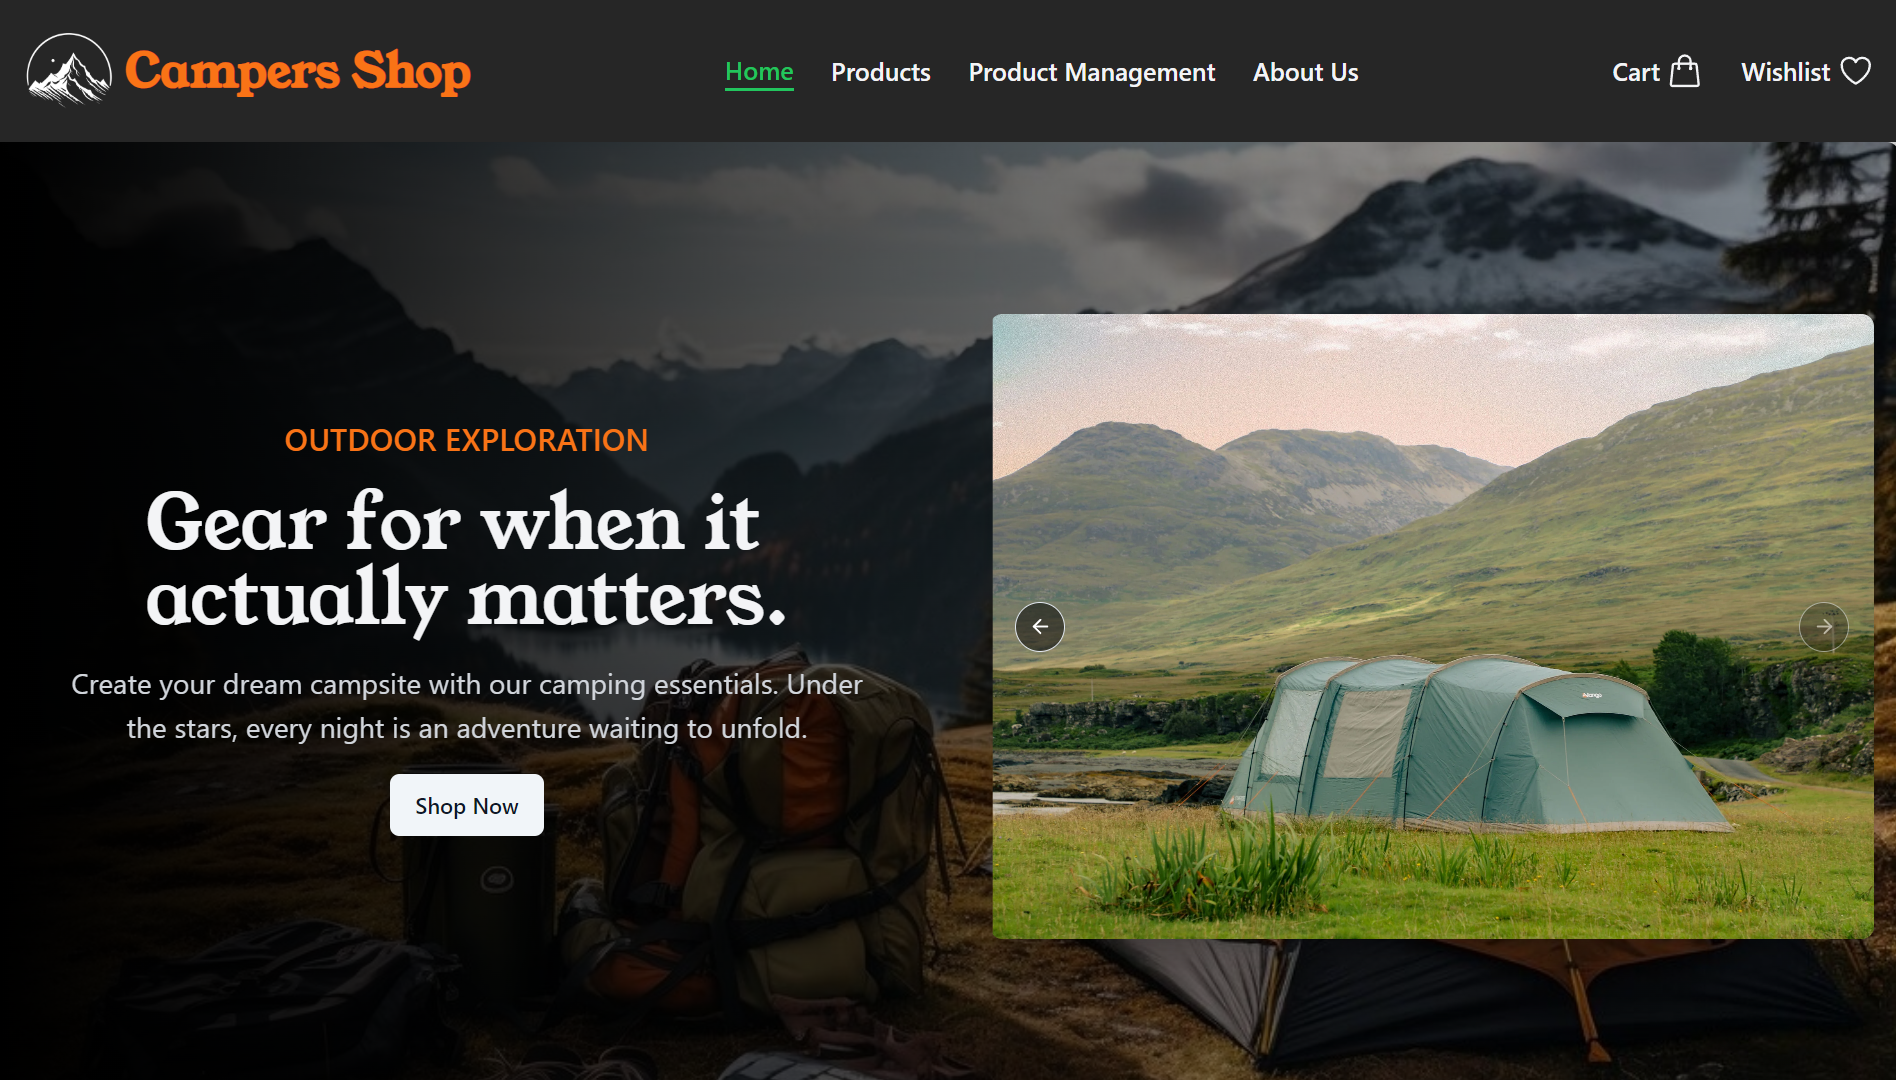 Campers Shop
Home
Products
Product Management
About Us
Cart
Wishlist
OUTDOOR EXPLORATION
Gear for when it
actually matters.
Create your dream campsite with our camping essentials. Under
the stars, every night is an adventure waiting to unfold.
Shop Now